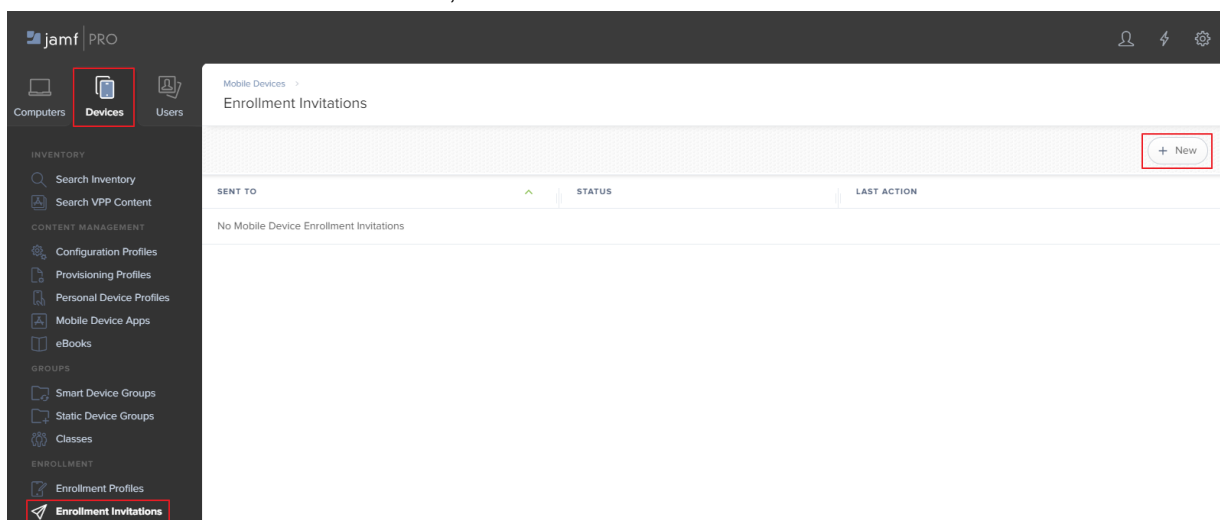 jamf PRO
Computers Devices Users
Mobile Devices >
Enrollment Invitations
+ New
INVENTORY
Search Inventory
Search VPP Content
CONTENT MANAGEMENT
Configuration Profiles
Provisioning Profiles
Personal Device Profiles
Mobile Device Apps
eBooks
GROUPS
Smart Device Groups
Static Device Groups
Classes
ENROLLMENT
Enrollment Profiles
Enrollment Invitations
SENT TO STATUS LAST ACTION
No Mobile Device Enrollment Invitations